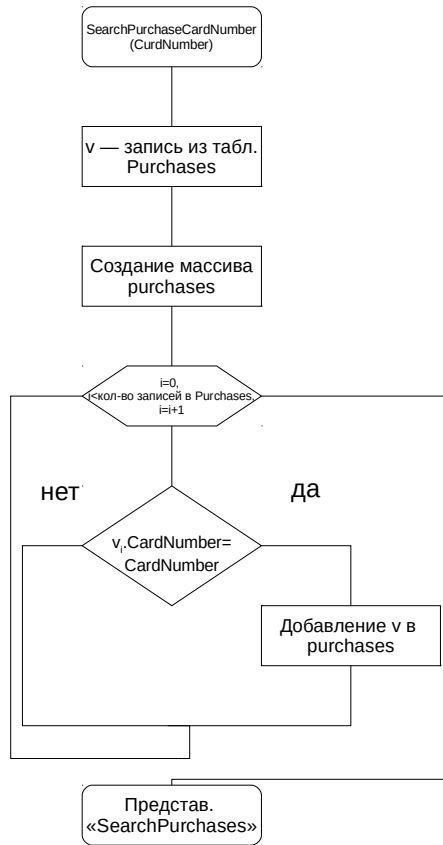 SearchPurchaseCardNumber
(CurdNumber)
v — запись из табл.
Purchases
Создание массива
purchases
i=0,
i<кол-во записей в Purchases,
i=i+1
нет
да
vi.CardNumber=
CardNumber
Добавление v в
purchases
Представ.
«SearchPurchases»